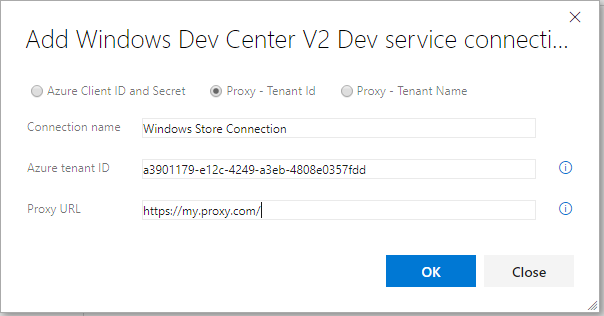 Add Windows Dev Center V2 Dev service connecti...
Azure Client ID and Secret Proxy - Tenant Id Proxy - Tenant Name
Connection name Windows Store Connection
Azure tenant ID a3901179-e12c-4249-a3eb-4808e0357fdd
Proxy URL https://my.proxy.com/
OK Close